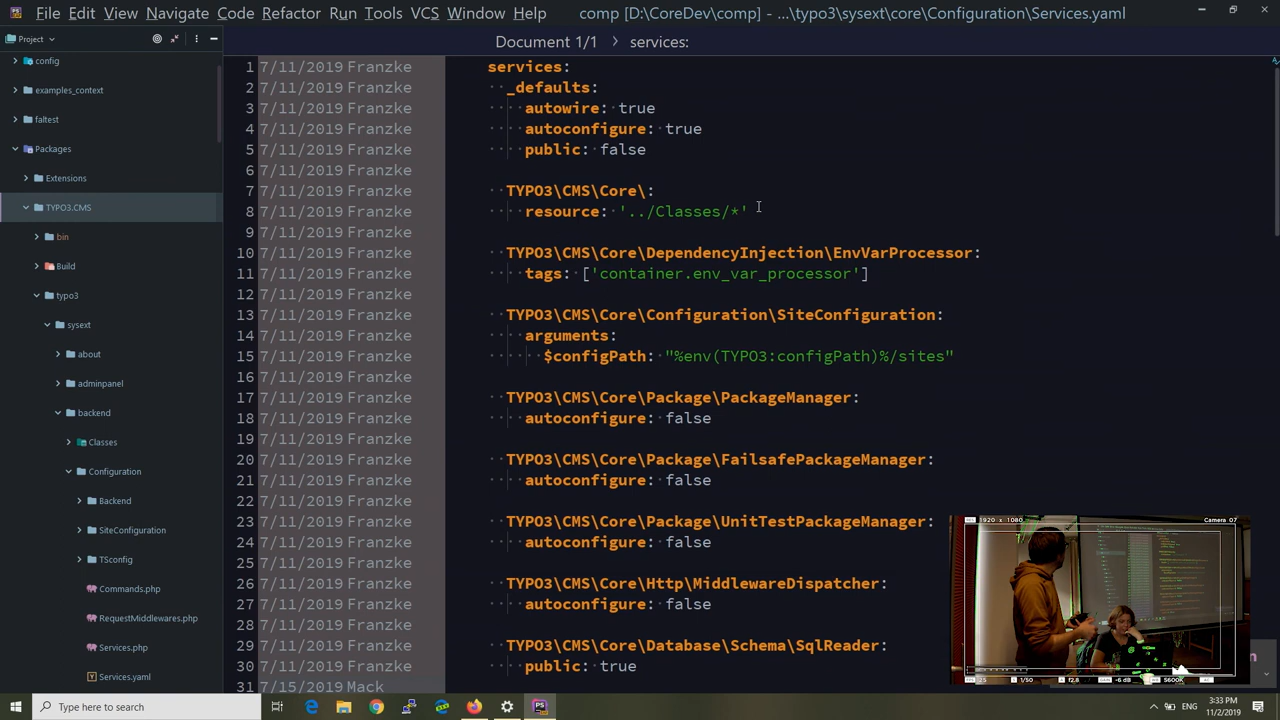 File Edit View Navigate Code Refactor Run Tools VCS Window Help comp [D:\CoreDev\comp] - ...\typo3\sysext\core\Configuration\Services.yaml
Project
Document 1/1 > services:
config
examples_context
faltest
Packages
Extensions
TYPO3.CMS
bin
Build
typo3
sysext
about
adminpanel
backend
Classes
Configuration
Backend
SiteConfiguration
TSconfig
Commands.php
RequestMiddlewares.php
Services.php
Services.yaml
1 7/11/2019 Franzke services:
2 7/11/2019 Franzke _defaults:
3 7/11/2019 Franzke autowire: true
4 7/11/2019 Franzke autoconfigure: true
5 7/11/2019 Franzke public: false
6 7/11/2019 Franzke
7 7/11/2019 Franzke TYPO3\CMS\Core\:
8 7/11/2019 Franzke resource: '../Classes/*'
9 7/11/2019 Franzke
10 7/11/2019 Franzke TYPO3\CMS\Core\DependencyInjection\EnvVarProcessor:
11 7/11/2019 Franzke tags: ['container.env_var_processor']
12 7/11/2019 Franzke
13 7/11/2019 Franzke TYPO3\CMS\Core\Configuration\SiteConfiguration:
14 7/11/2019 Franzke arguments:
15 7/11/2019 Franzke $configPath: "%env(TYPO3:configPath)%/sites"
16 7/11/2019 Franzke
17 7/11/2019 Franzke TYPO3\CMS\Core\Package\PackageManager:
18 7/11/2019 Franzke autoconfigure: false
19 7/11/2019 Franzke
20 7/11/2019 Franzke TYPO3\CMS\Core\Package\FailsafePackageManager:
21 7/11/2019 Franzke autoconfigure: false
22 7/11/2019 Franzke
23 7/11/2019 Franzke TYPO3\CMS\Core\Package\UnitTestPackageManager:
24 7/11/2019 Franzke autoconfigure: false
25 7/11/2019 Franzke
26 7/11/2019 Franzke TYPO3\CMS\Core\Http\MiddlewareDispatcher:
27 7/11/2019 Franzke autoconfigure: false
28 7/11/2019 Franzke
29 7/11/2019 Franzke TYPO3\CMS\Core\Database\Schema\SqlReader:
30 7/11/2019 Franzke public: true
31 7/15/2019 Mack
1920 x 1080 Camera 07
25 1/50 f2.8 -6 dB 5600K
Type here to search
PS
ENG 3:33 PM
11/2/2019